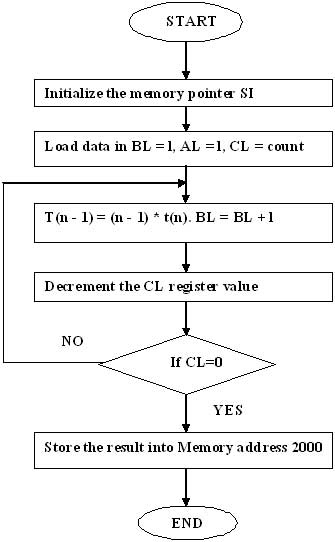 START
Initialize the memory pointer SI
Load data in BL = 1, AL = 1, CL = count
T(n - 1) = (n - 1) * t(n). BL = BL + 1
Decrement the CL register value
If CL=0
NO
YES
Store the result into Memory address 2000
END